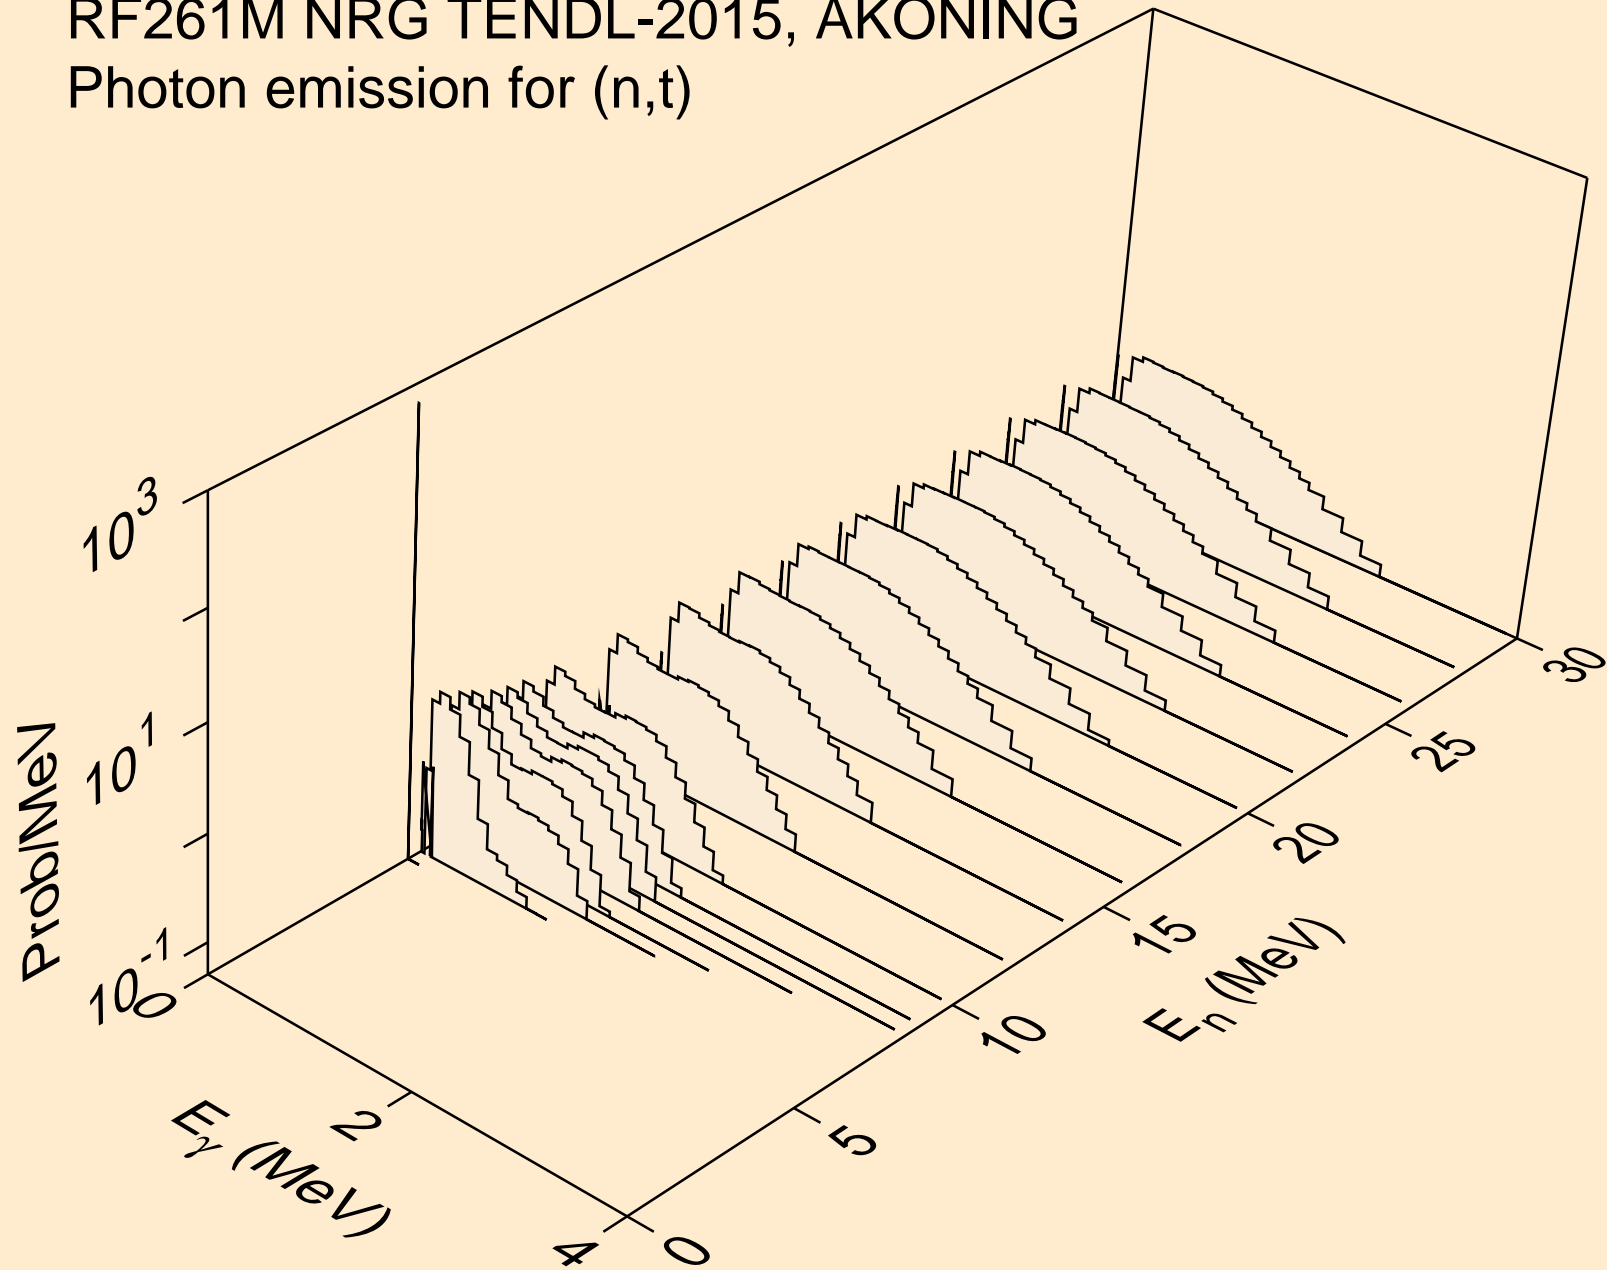 RF261M NRG TENDL-2015, AKONING
Photon emission for (n,t)
Prob/MeV
10^3
10^1
10^-1
0
2
4
Eγ (MeV)
0
5
10
15
20
25
30
En (MeV)